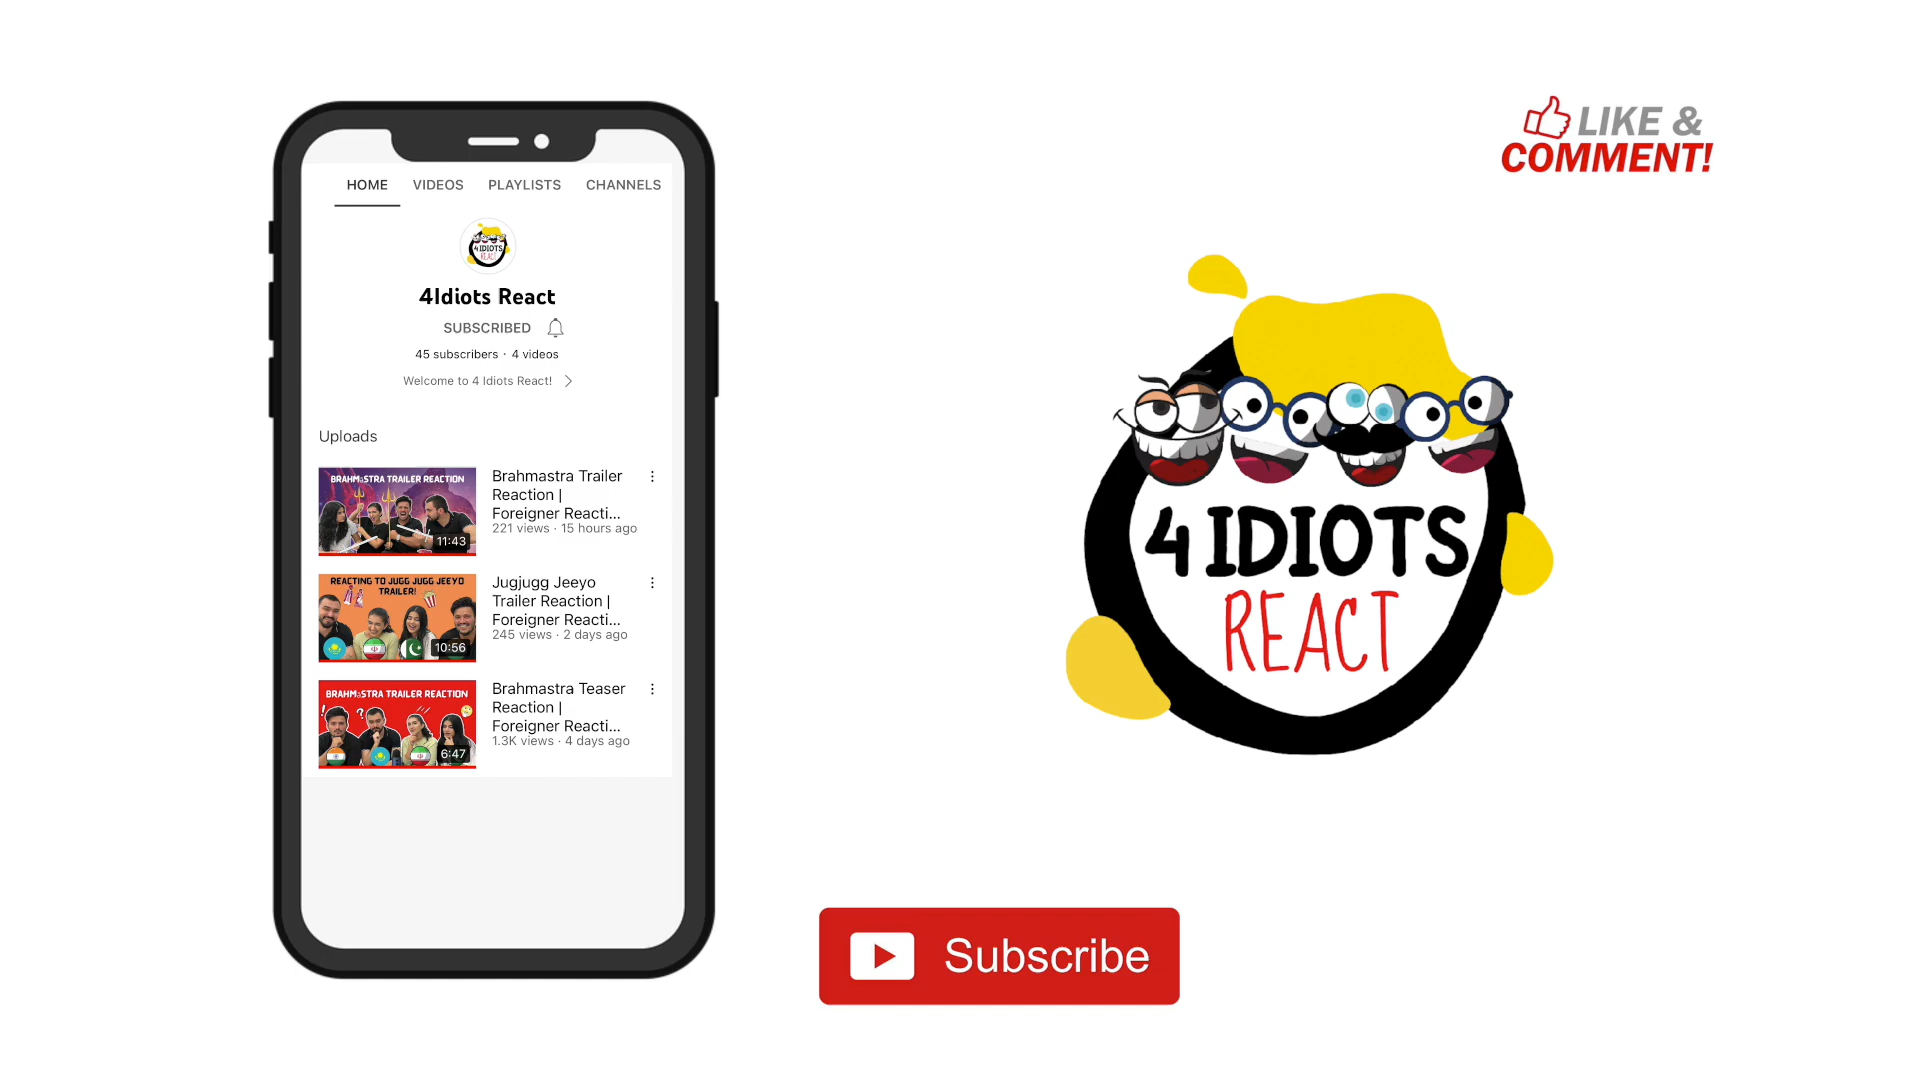 HOME VIDEOS PLAYLISTS CHANNELS
4 IDIOTS
REACT
4Idiots React
SUBSCRIBED
45 subscribers · 4 videos
Welcome to 4 Idiots React!
Uploads
BRAHMASTRA TRAILER REACTION
11:43
Brahmastra Trailer
Reaction |
Foreigner Reacti...
221 views · 15 hours ago
REACTING TO JUGG JUGG JEEYO
TRAILER!
10:56
Jugjugg Jeeyo
Trailer Reaction |
Foreigner Reacti...
245 views · 2 days ago
BRAHMASTRA TRAILER REACTION
6:47
Brahmastra Teaser
Reaction |
Foreigner Reacti...
1.3K views · 4 days ago
LIKE &
COMMENT!
4 IDIOTS
REACT
Subscribe